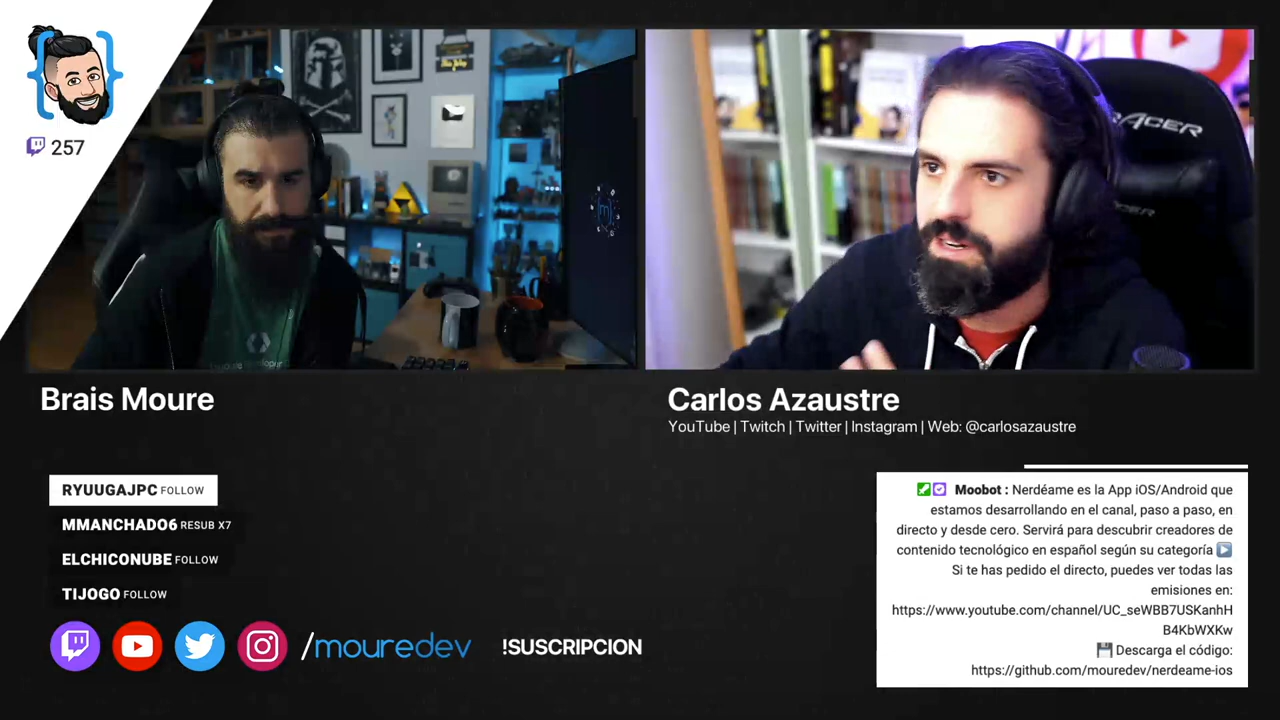 257
RACER
Brais Moure
Carlos Azaustre
YouTube | Twitch | Twitter | Instagram | Web: @carlosazaustre
RYUUGAJPC FOLLOW
MMANCHADO6 RESUB X7
ELCHICONUBE FOLLOW
TIJOGO FOLLOW
/mouredev
!SUSCRIPCION
Moobot : Nerdéame es la App iOS/Android que
estamos desarrollando en el canal, paso a paso, en
directo y desde cero. Servirá para descubrir creadores de
contenido tecnológico en español según su categoría
Si te has pedido el directo, puedes ver todas las
emisiones en:
https://www.youtube.com/channel/UC_seWBB7USKanhH
B4KbWXKw
Descarga el código:
https://github.com/mouredev/nerdeame-ios